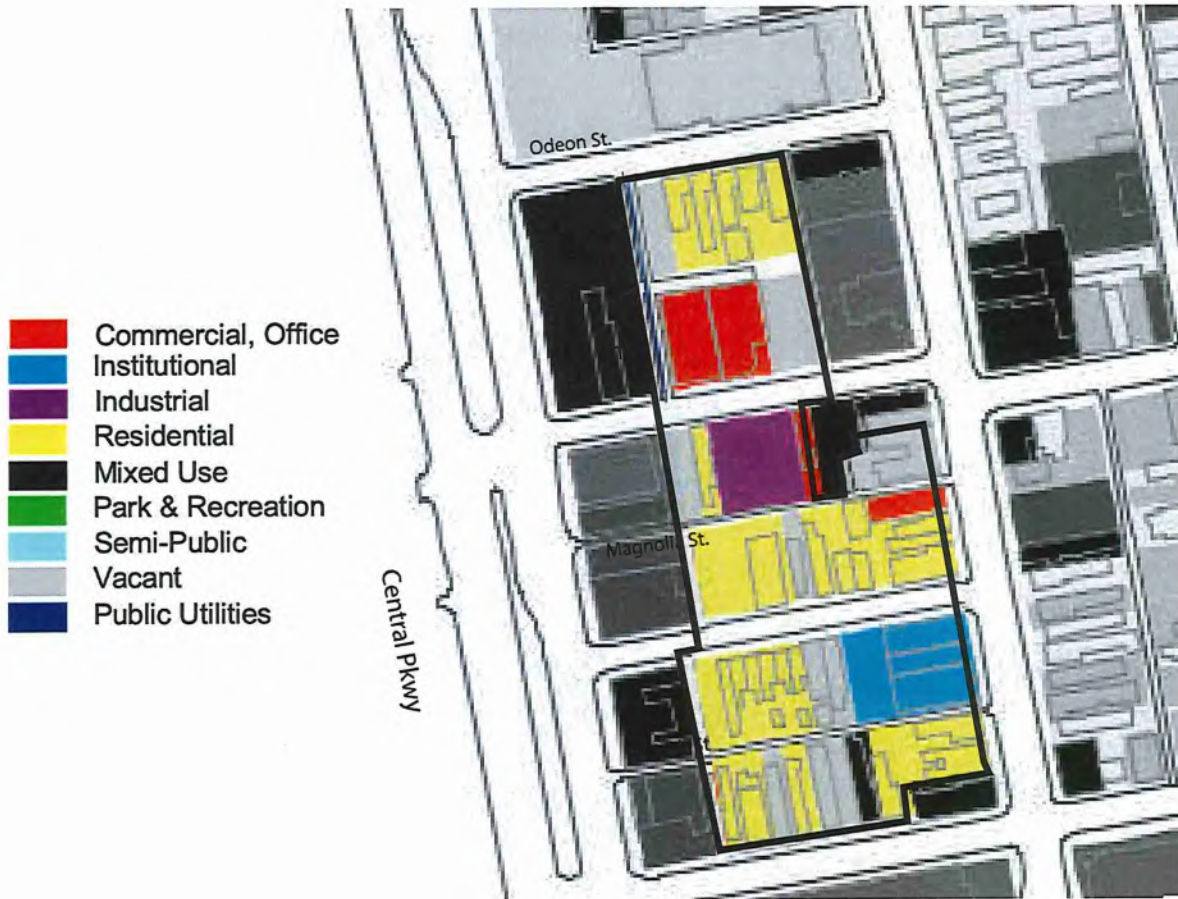 Odeon St.
Commercial, Office
Institutional
Industrial
Residential
Mixed Use
Park & Recreation
Semi-Public
Vacant
Public Utilities
Magnolia St.
Central Pkwy